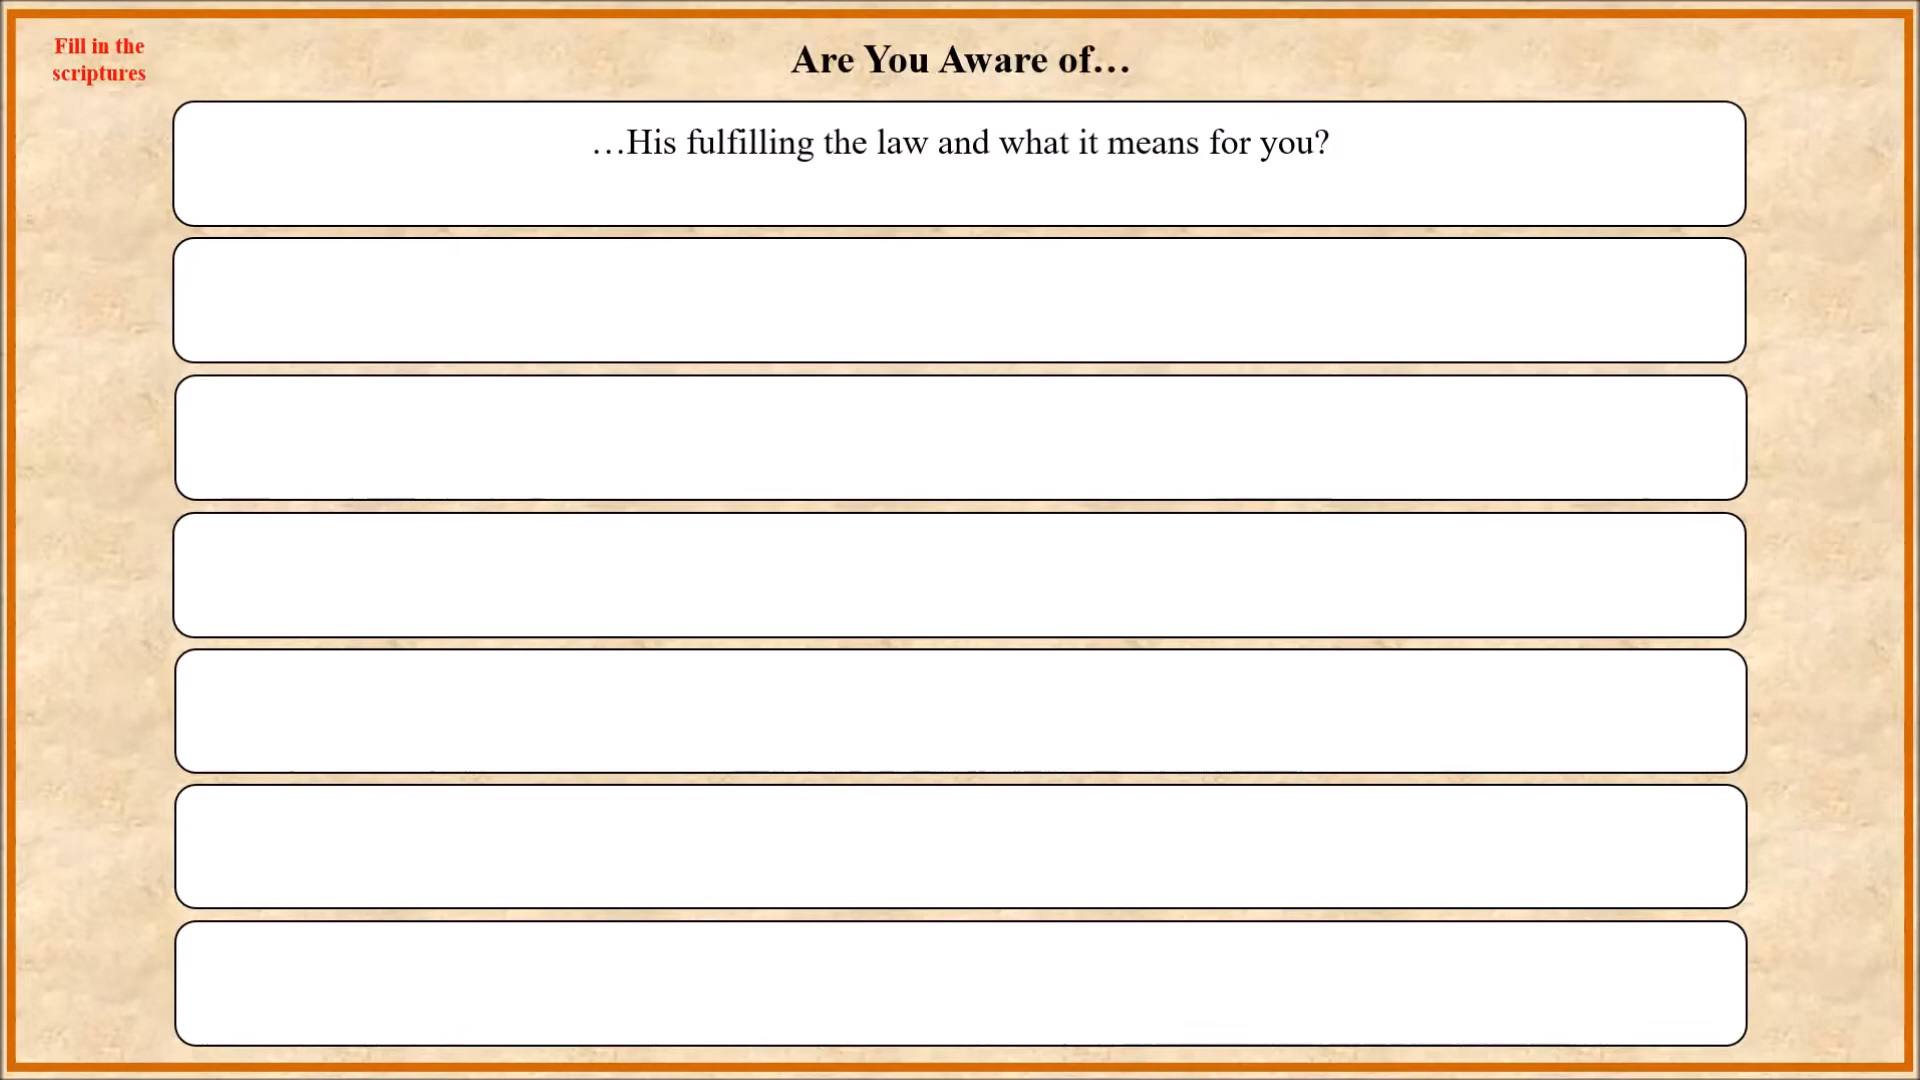 Fill in the
scriptures
Are You Aware of…
…His fulfilling the law and what it means for you?